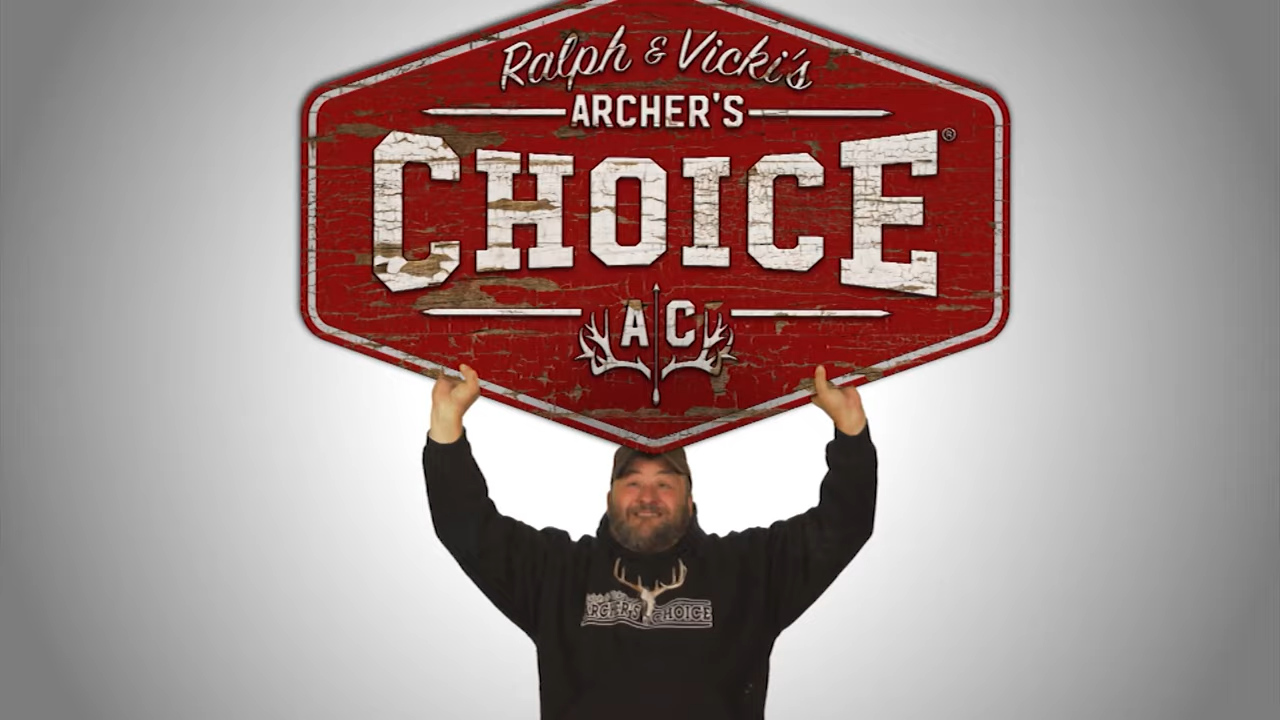 Ralph & Vicki's
ARCHER'S
CHOICE®
A C
ARCHER'S CHOICE